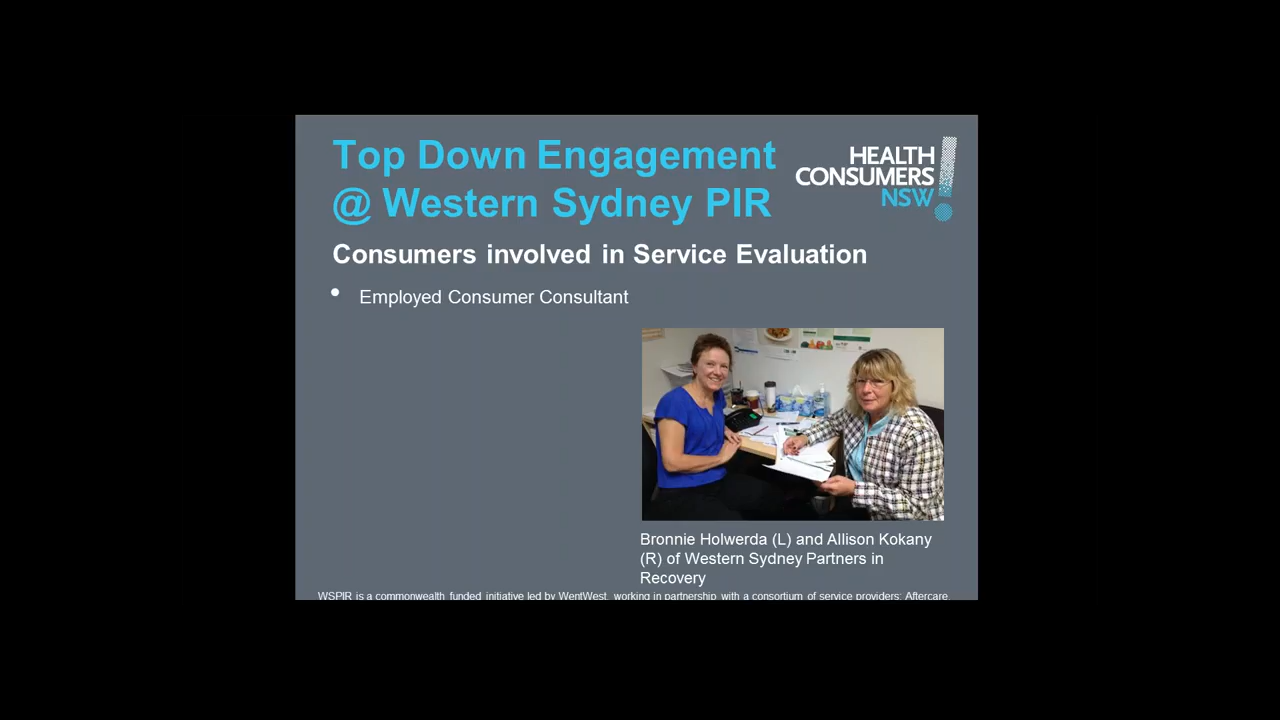 Top Down Engagement
@ Western Sydney PIR
HEALTH
CONSUMERS
NSW
Consumers involved in Service Evaluation
• Employed Consumer Consultant
Bronnie Holwerda (L) and Allison Kokany
(R) of Western Sydney Partners in
Recovery
WSPIR is a commonwealth funded initiative led by WentWest, working in partnership with a consortium of service providers: Aftercare,